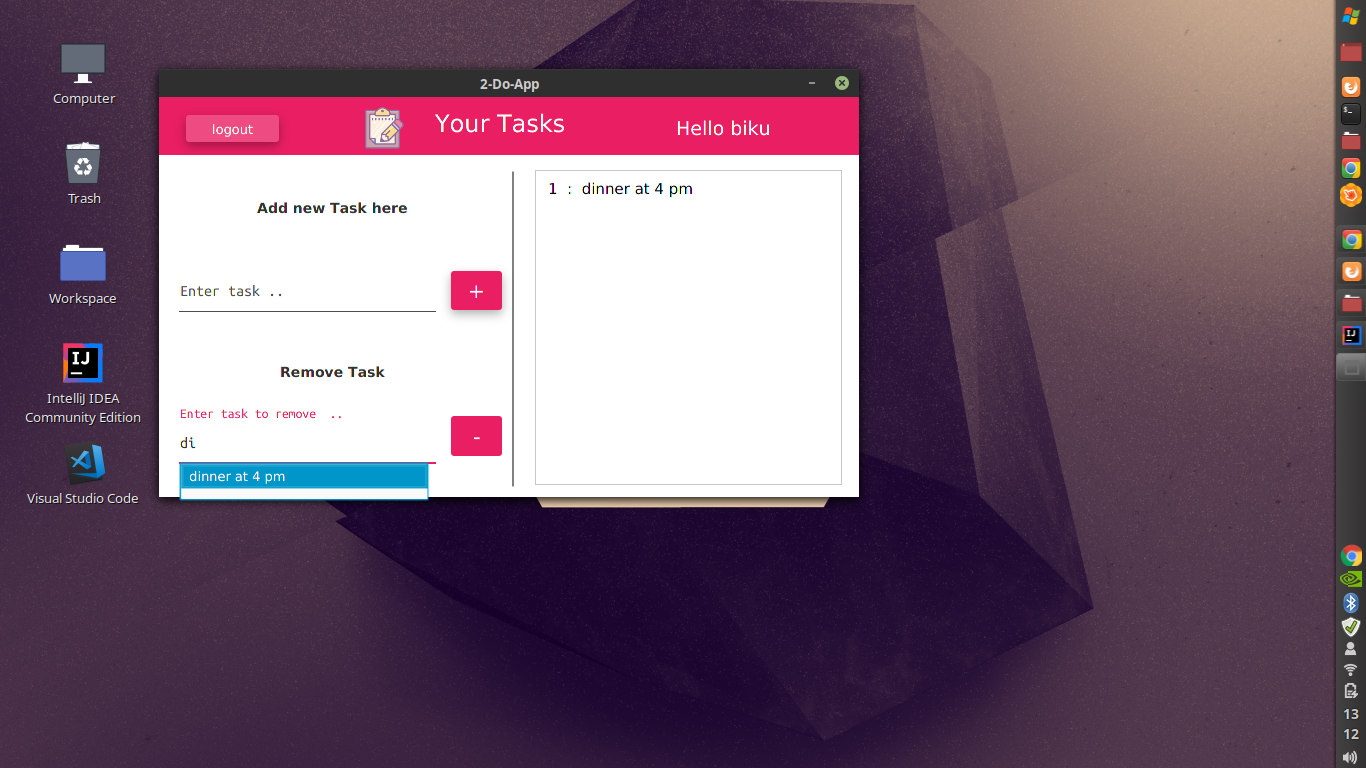 Computer
Trash
Workspace
IJ
IntelliJ IDEA
Community Edition
Visual Studio Code
2-Do-App
logout
Your Tasks
Hello biku
Add new Task here
Enter task ..
+
Remove Task
Enter task to remove ..
di
-
dinner at 4 pm
1 : dinner at 4 pm
$-
IJ
13
12